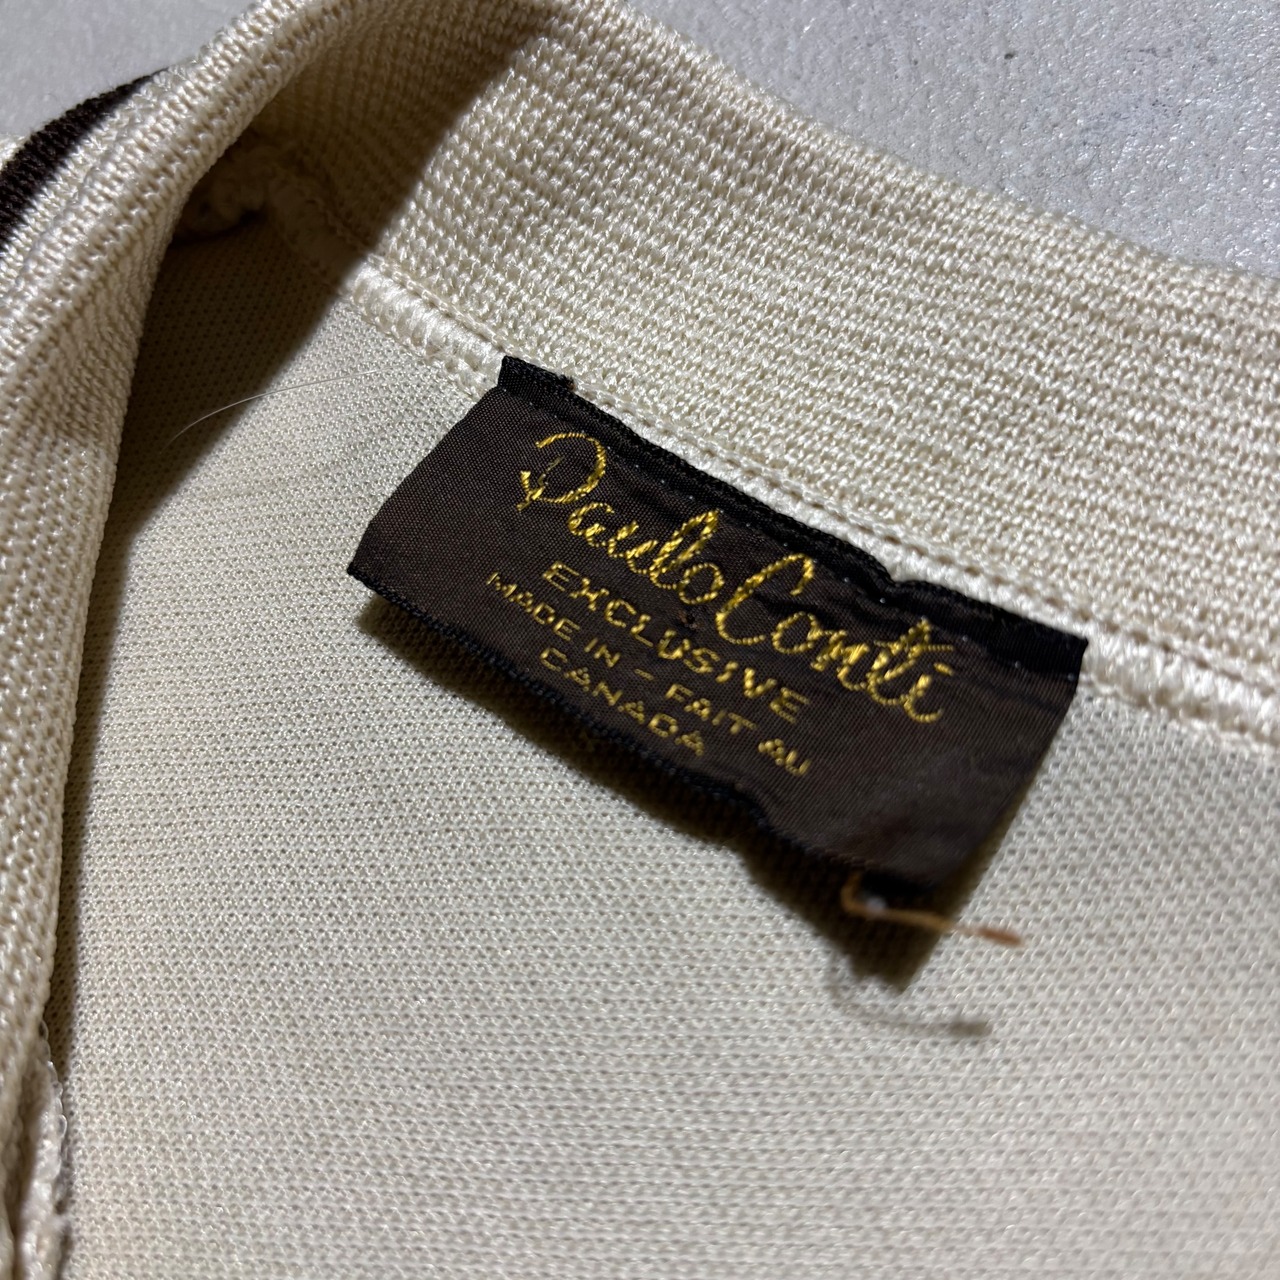 Paulo Conti
EXCLUSIVE
MADE IN - FAIT AU
CANADA